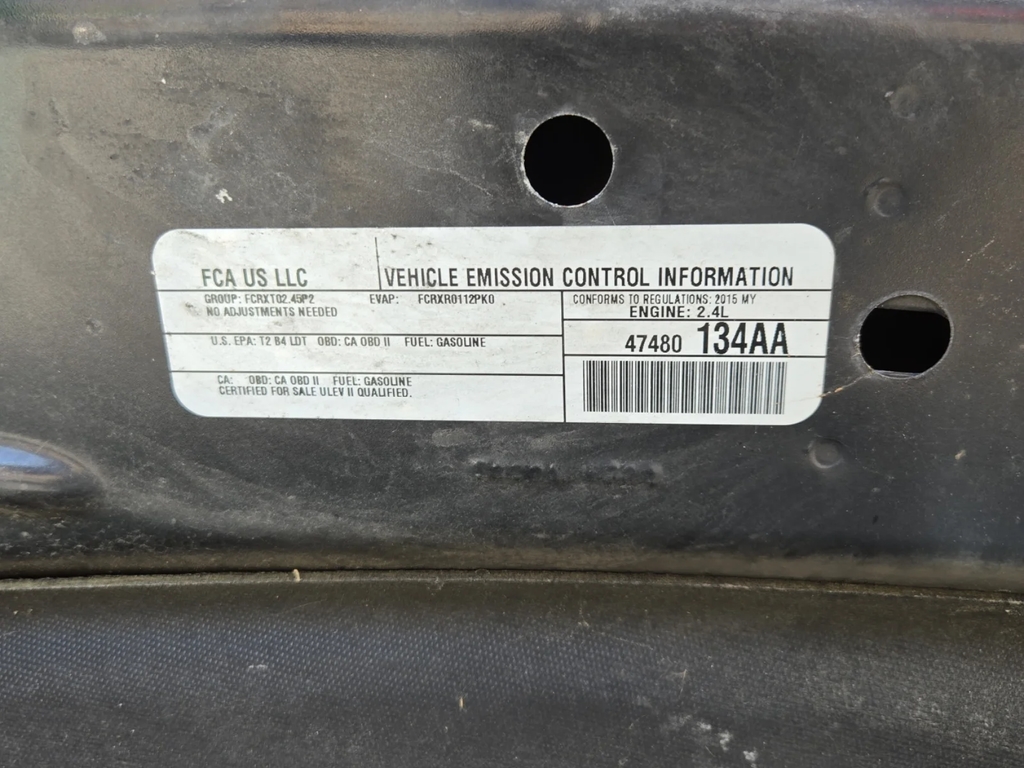 FCA US LLC
VEHICLE EMISSION CONTROL INFORMATION
GROUP: FCRXT02.45P2 EVAP: FCRXR0112PK0
NO ADJUSTMENTS NEEDED
CONFORMS TO REGULATIONS: 2015 MY
ENGINE: 2.4L
U.S. EPA: T2 B4 LDT OBD: CA OBD II FUEL: GASOLINE
47480 134AA
CA: OBD: CA OBD II FUEL: GASOLINE
CERTIFIED FOR SALE ULEV II QUALIFIED.